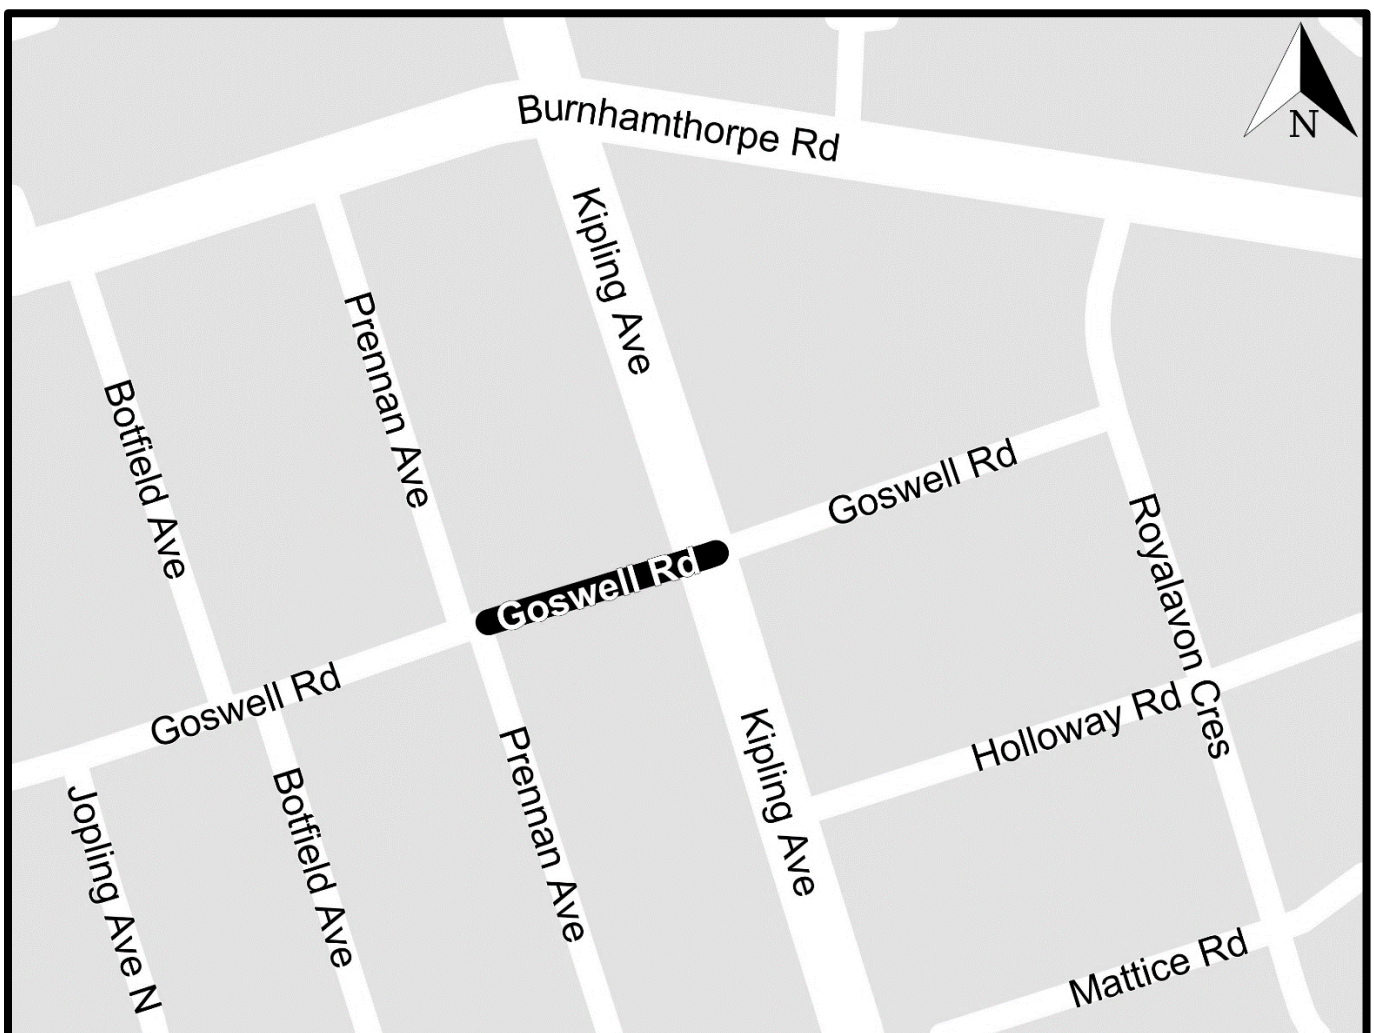 Burnhamthorpe Rd
N
Kipling Ave
Prennan Ave
Botfield Ave
Goswell Rd
Royalavon Cres
Goswell Rd
Goswell Rd
Holloway Rd
Kipling Ave
Prennan Ave
Botfield Ave
Jopling Ave N
Mattice Rd